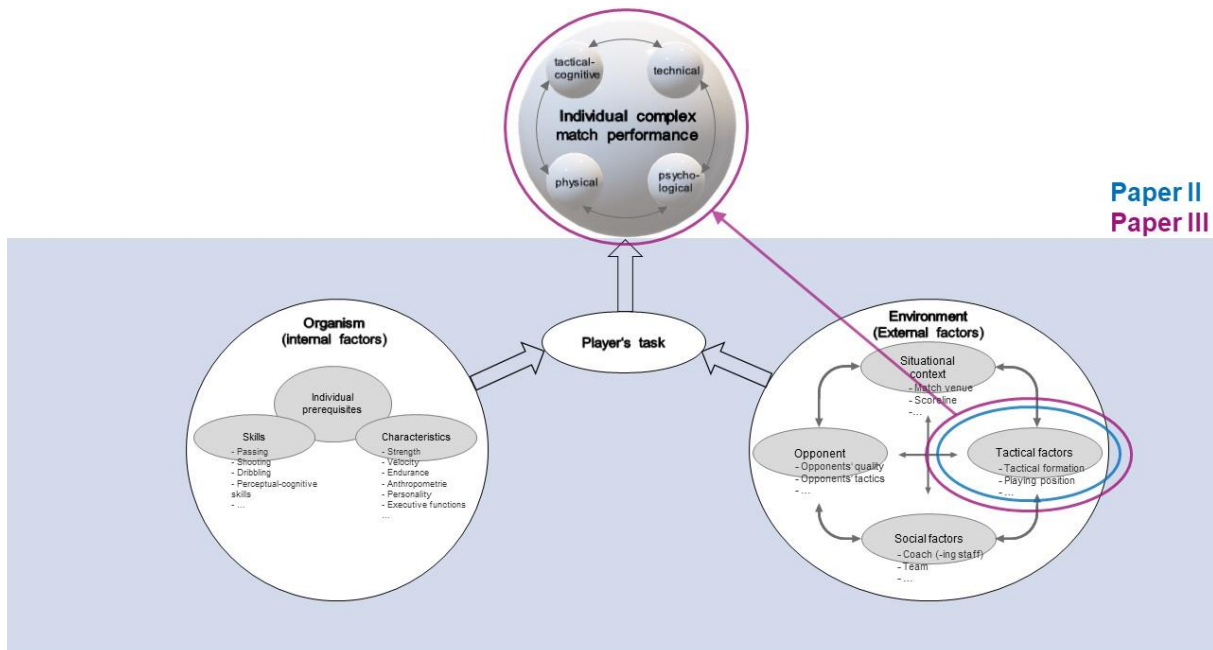 tactical-
cognitive
technical
Individual complex
match performance
physical
psycho-
logical
Paper II
Paper III
Organism
(internal factors)
Individual
prerequisites
Skills
- Passing
- Shooting
- Dribbling
- Perceptual-cognitive
skills
- ...
Characteristics
- Strength
- Velocity
- Endurance
- Anthropometrie
- Personality
- Executive functions
...
Player's task
Environment
(External factors)
Situational
context
- Match venue
- Scoreline
- ...
Opponent
- Opponents' quality
- Opponents' tactics
- ...
Tactical factors
- Tactical formation
- Playing position
- ...
Social factors
- Coach (-ing staff)
- Team
- ...